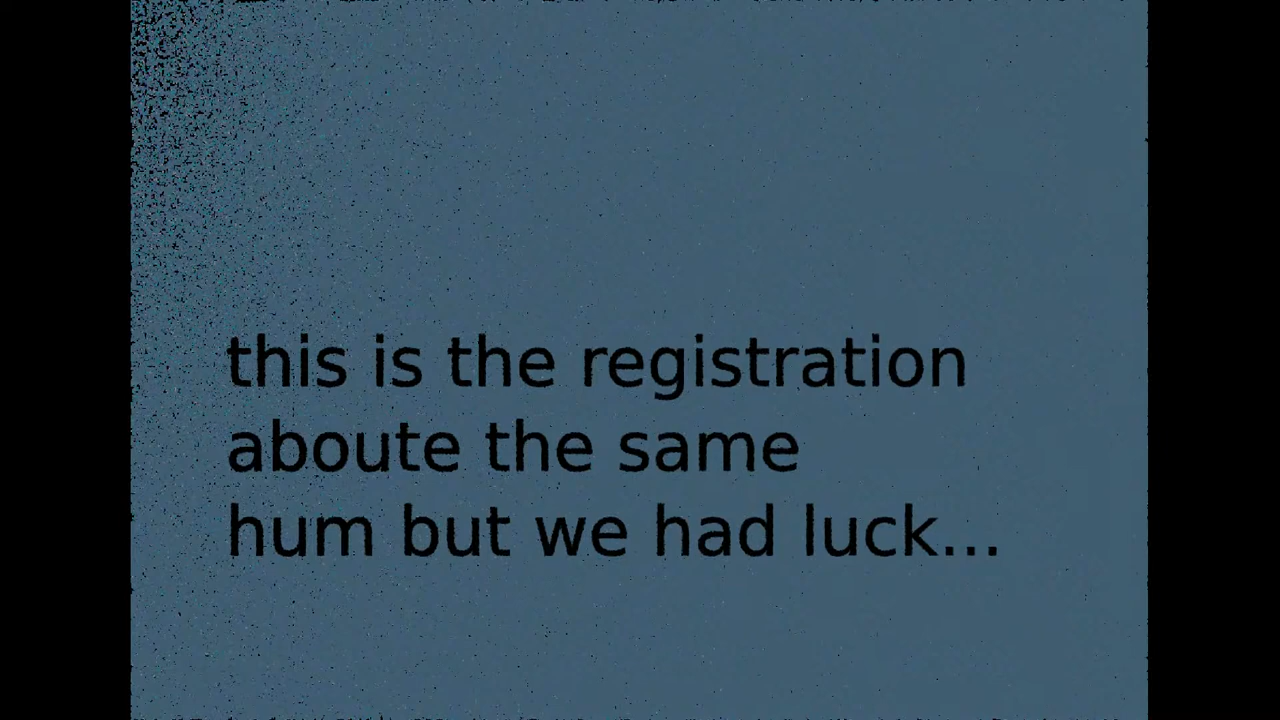 this is the registration
aboute the same
hum but we had luck...